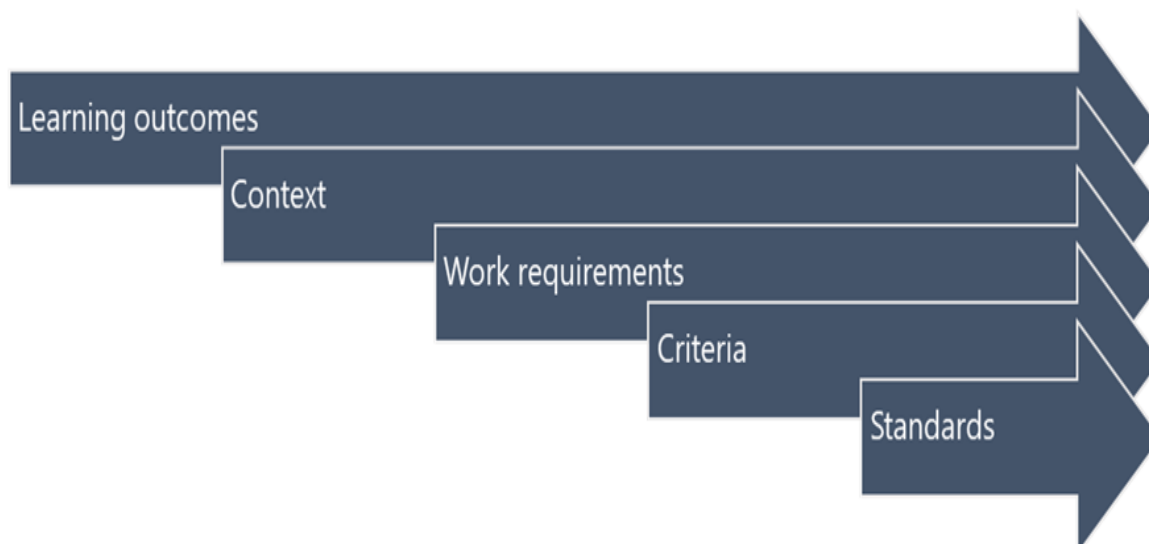 Learning outcomes
Context
Work requirements
Criteria
Standards